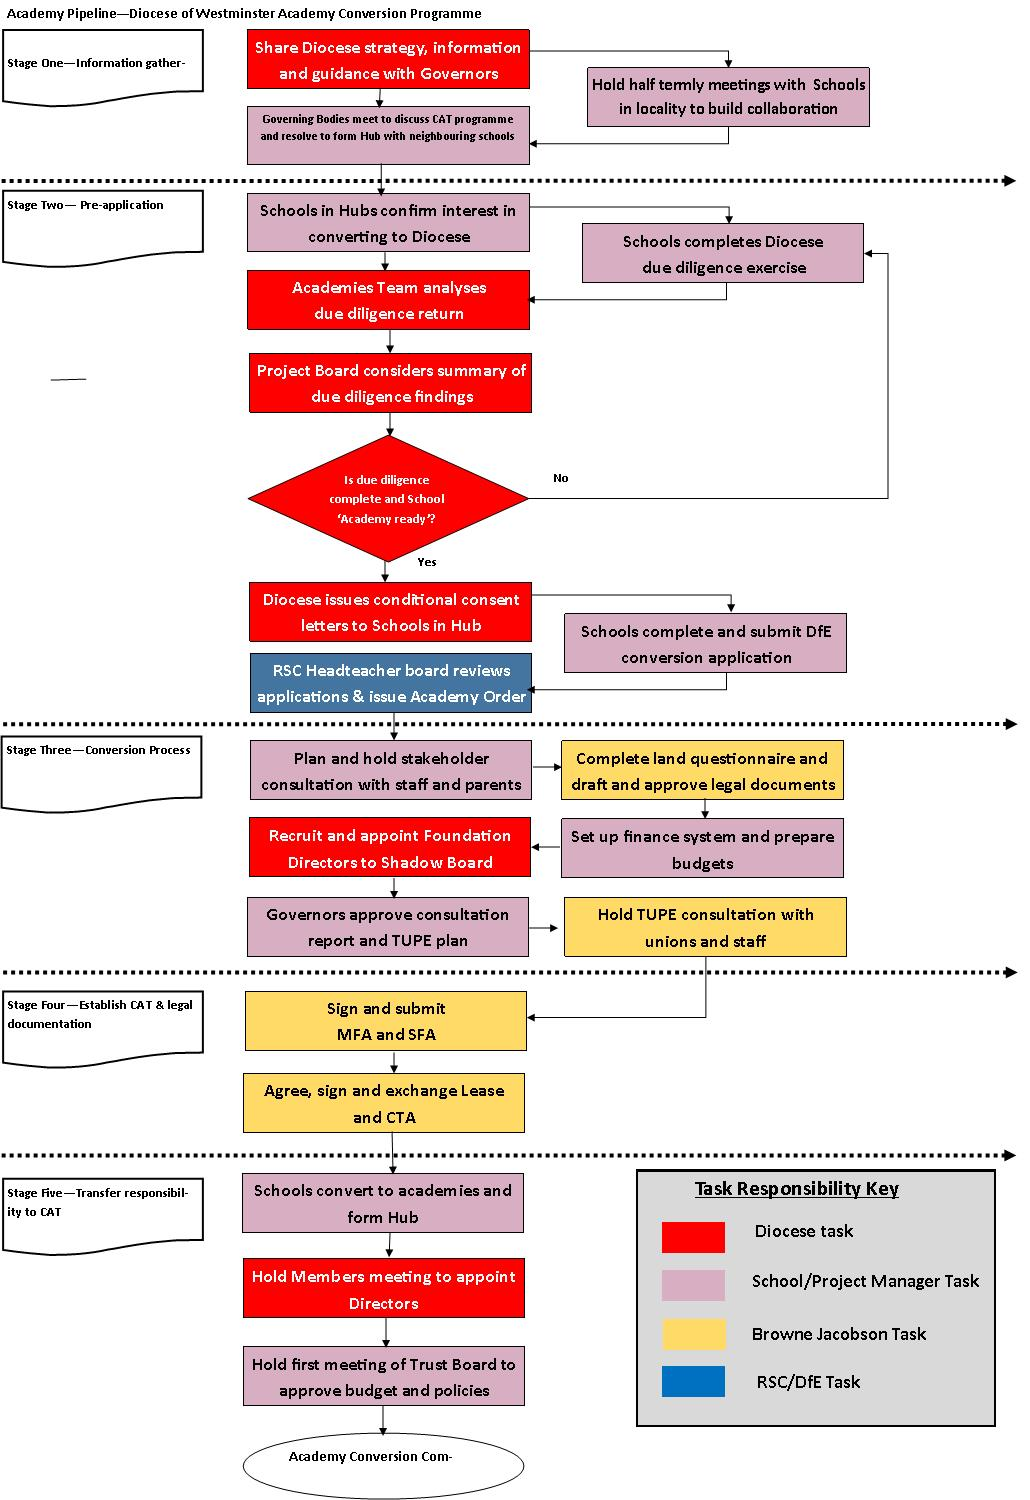 Academy Pipeline—Diocese of Westminster Academy Conversion Programme
Stage One—Information gather-
Share Diocese strategy, information
and guidance with Governors
Hold half termly meetings with Schools
in locality to build collaboration
Governing Bodies meet to discuss CAT programme
and resolve to form Hub with neighbouring schools
Stage Two— Pre-application
Schools in Hubs confirm interest in
converting to Diocese
Schools completes Diocese
due diligence exercise
Academies Team analyses
due diligence return
Project Board considers summary of
due diligence findings
Is due diligence
complete and School
‘Academy ready’?
No
Yes
Diocese issues conditional consent
letters to Schools in Hub
Schools complete and submit DfE
conversion application
RSC Headteacher board reviews
applications & issue Academy Order
Stage Three—Conversion Process
Plan and hold stakeholder
consultation with staff and parents
Complete land questionnaire and
draft and approve legal documents
Recruit and appoint Foundation
Directors to Shadow Board
Set up finance system and prepare
budgets
Governors approve consultation
report and TUPE plan
Hold TUPE consultation with
unions and staff
Stage Four—Establish CAT & legal
documentation
Sign and submit
MFA and SFA
Agree, sign and exchange Lease
and CTA
Stage Five—Transfer responsibil-
ity to CAT
Schools convert to academies and
form Hub
Hold Members meeting to appoint
Directors
Hold first meeting of Trust Board to
approve budget and policies
Academy Conversion Com-
Task Responsibility Key
Diocese task
School/Project Manager Task
Browne Jacobson Task
RSC/DfE Task